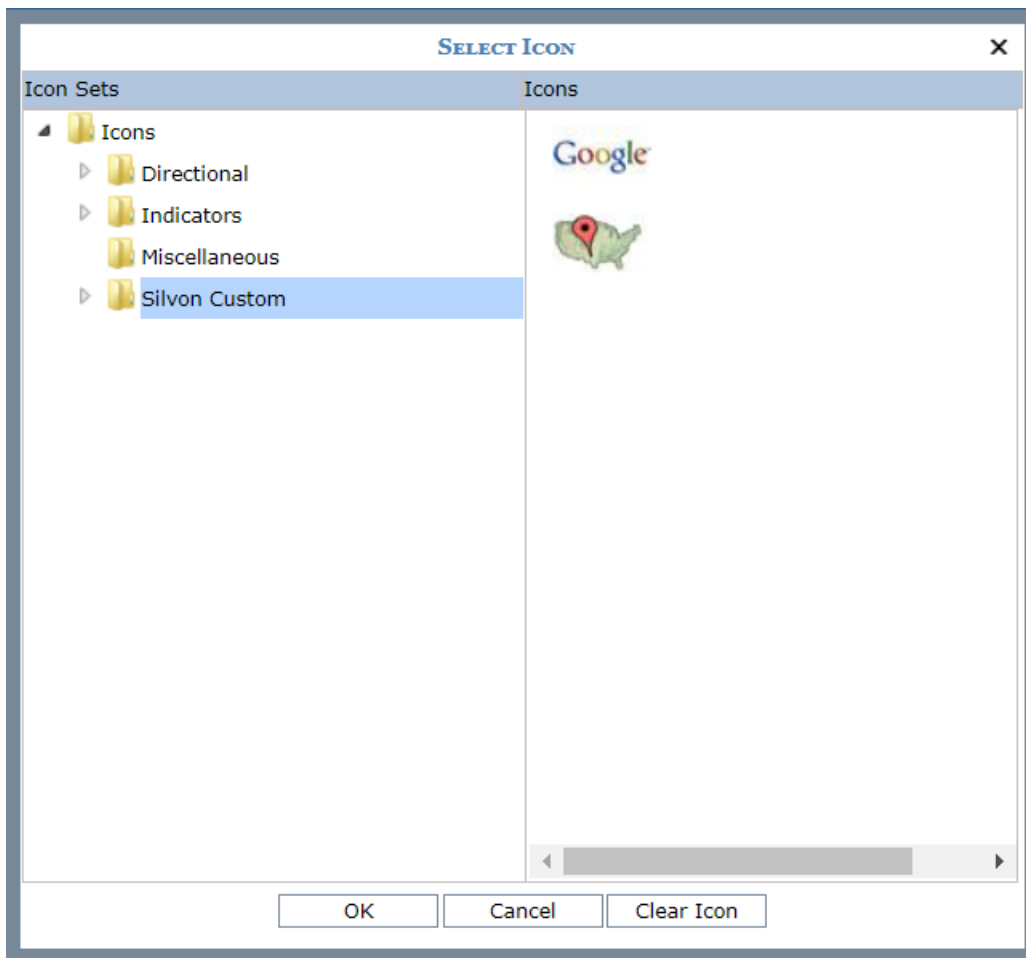 Select Icon
Icon Sets
Icons
Icons
Directional
Indicators
Miscellaneous
Silvon Custom
Google
OK
Cancel
Clear Icon